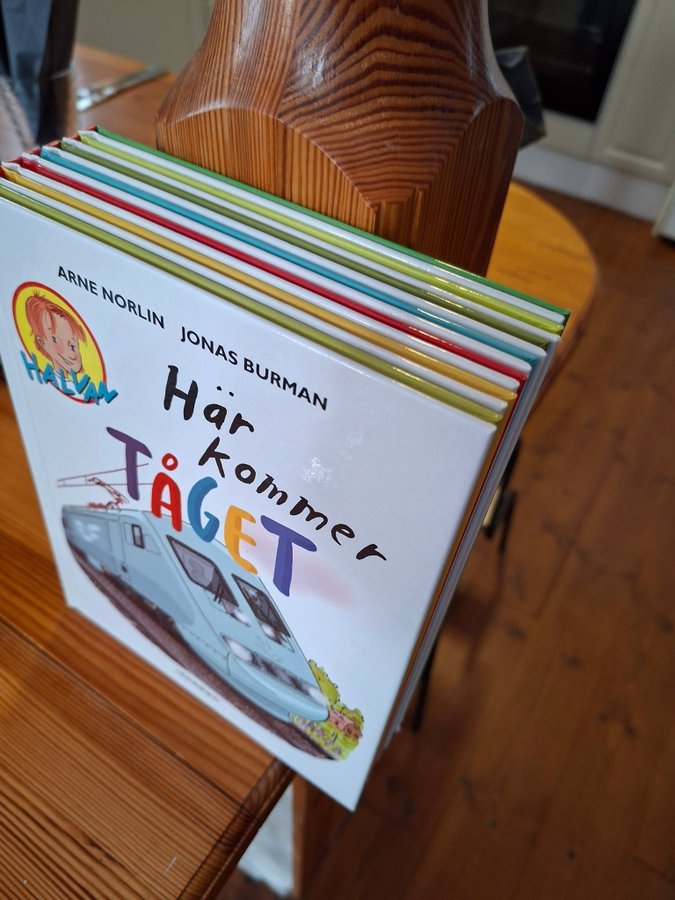 ARNE NORLIN JONAS BURMAN
HALVAN
Här
kommer
TÅGET